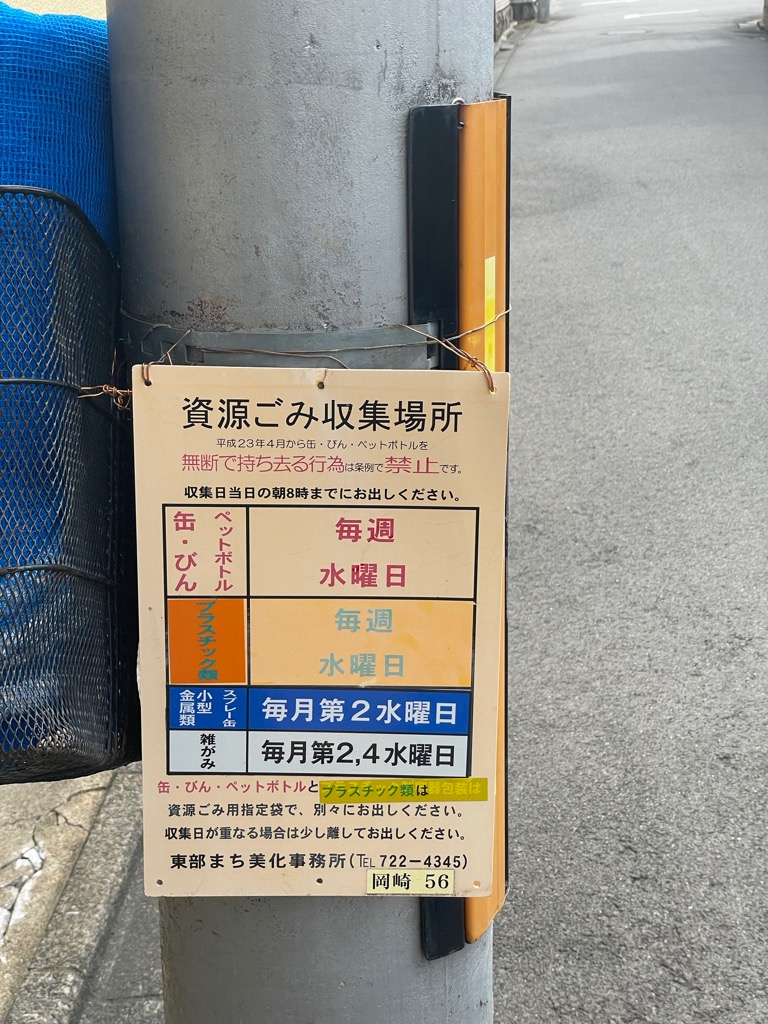 資源ごみ収集場所
平成23年4月から缶・びん・ペットボトルを
無断で持ち去る行為は条例で禁止です。
収集日当日の朝8時までにお出しください。
缶・びん
ペットボトル
毎週
水曜日
プラスチック類
毎週
水曜日
小型
金属類
スプレー缶
毎月第2水曜日
雑がみ
毎月第2,4水曜日
缶・びん・ペットボトルとプラスチック類は
資源ごみ用指定袋で、別々にお出しください。
収集日が重なる場合は少し離してお出しください。
東部まち美化事務所(TEL 722-4345)
岡崎 56